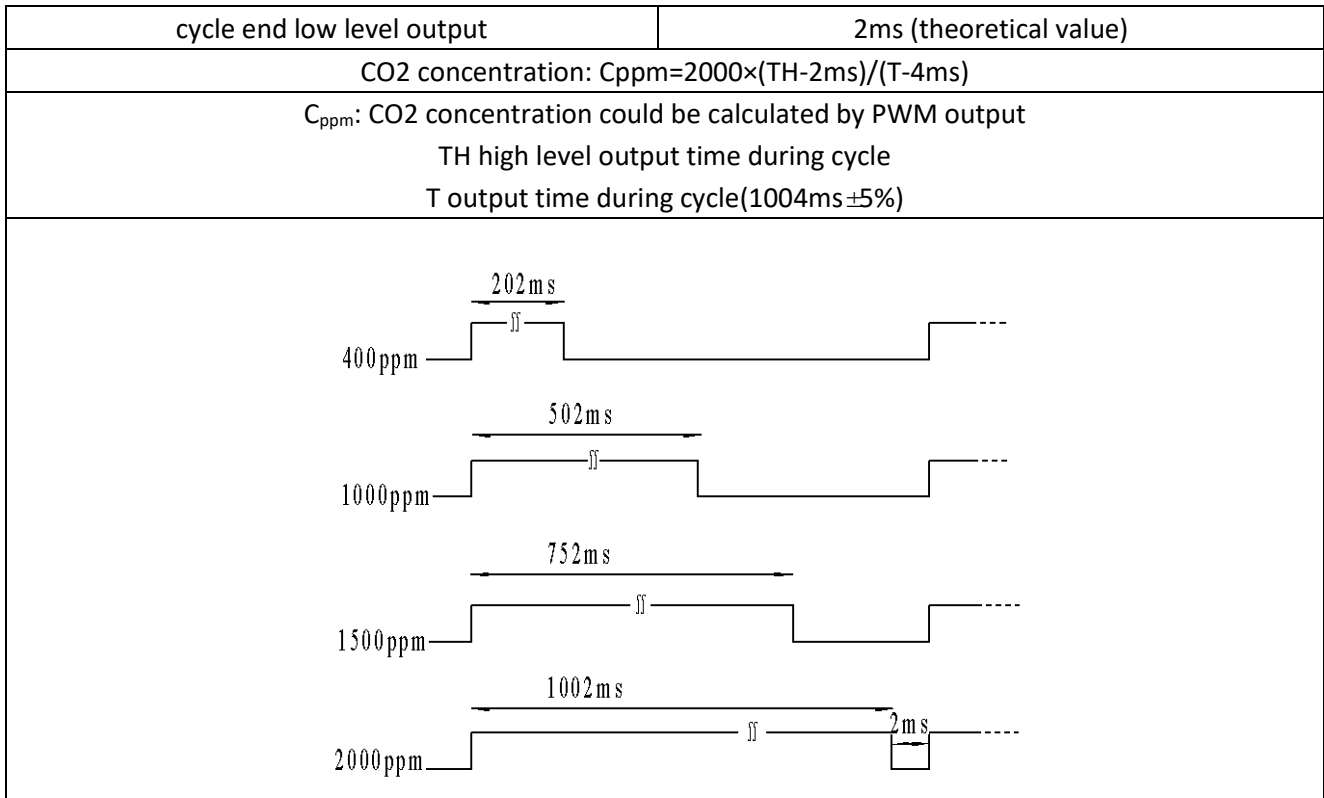 cycle end low level output 2ms (theoretical value)
CO2 concentration: Cppm=2000×(TH-2ms)/(T-4ms)
Cppm: CO2 concentration could be calculated by PWM output
TH high level output time during cycle
T output time during cycle(1004ms±5%)
202ms
400ppm
502ms
1000ppm
752ms
1500ppm
1002ms
2ms
2000ppm